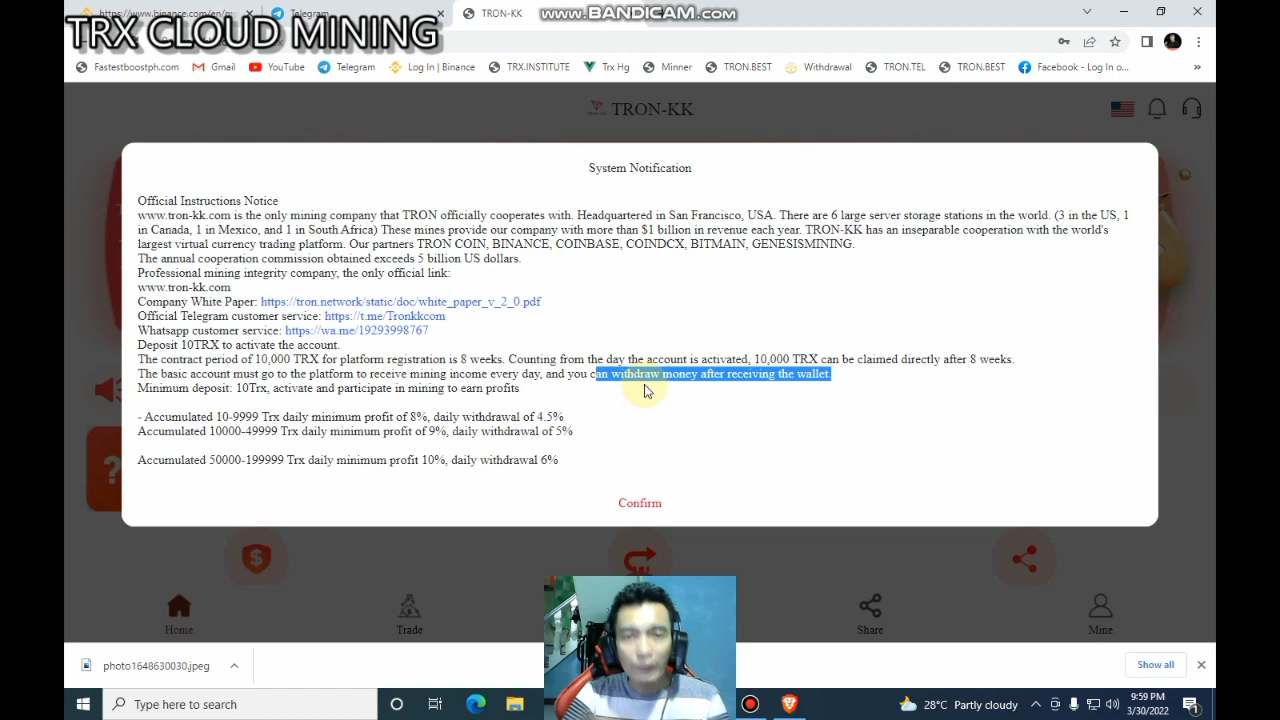 https://www.binance.com/en/my
Telegram
TRON-KK
www.BANDICAM.com
TRX CLOUD MINING
Fastestboostph.com
Gmail
YouTube
Telegram
Log In | Binance
TRX.INSTITUTE
Trx Hg
Minner
TRON.BEST
Withdrawal
TRON.TEL
TRON.BEST
Facebook - Log In o...
»
TRON-KK
System Notification
Official Instructions Notice
www.tron-kk.com is the only mining company that TRON officially cooperates with. Headquartered in San Francisco, USA. There are 6 large server storage stations in the world. (3 in the US, 1
in Canada, 1 in Mexico, and 1 in South Africa) These mines provide our company with more than $1 billion in revenue each year. TRON-KK has an inseparable cooperation with the world's
largest virtual currency trading platform. Our partners TRON COIN, BINANCE, COINBASE, COINDCX, BITMAIN, GENESISMINING.
The annual cooperation commission obtained exceeds 5 billion US dollars.
Professional mining integrity company, the only official link:
www.tron-kk.com
Company White Paper: https://tron.network/static/doc/white_paper_v_2_0.pdf
Official Telegram customer service: https://t.me/Tronkkcom
Whatsapp customer service: https://wa.me/19293998767
Deposit 10TRX to activate the account.
The contract period of 10,000 TRX for platform registration is 8 weeks. Counting from the day the account is activated, 10,000 TRX can be claimed directly after 8 weeks.
The basic account must go to the platform to receive mining income every day, and you can withdraw money after receiving the wallet.
Minimum deposit: 10Trx, activate and participate in mining to earn profits
- Accumulated 10-9999 Trx daily minimum profit of 8%, daily withdrawal of 4.5%
Accumulated 10000-49999 Trx daily minimum profit of 9%, daily withdrawal of 5%
Accumulated 50000-199999 Trx daily minimum profit 10%, daily withdrawal 6%
Confirm
Home
Trade
Share
Mine
photo1648630030.jpeg
Show all
Type here to search
28°C Partly cloudy
9:59 PM
3/30/2022